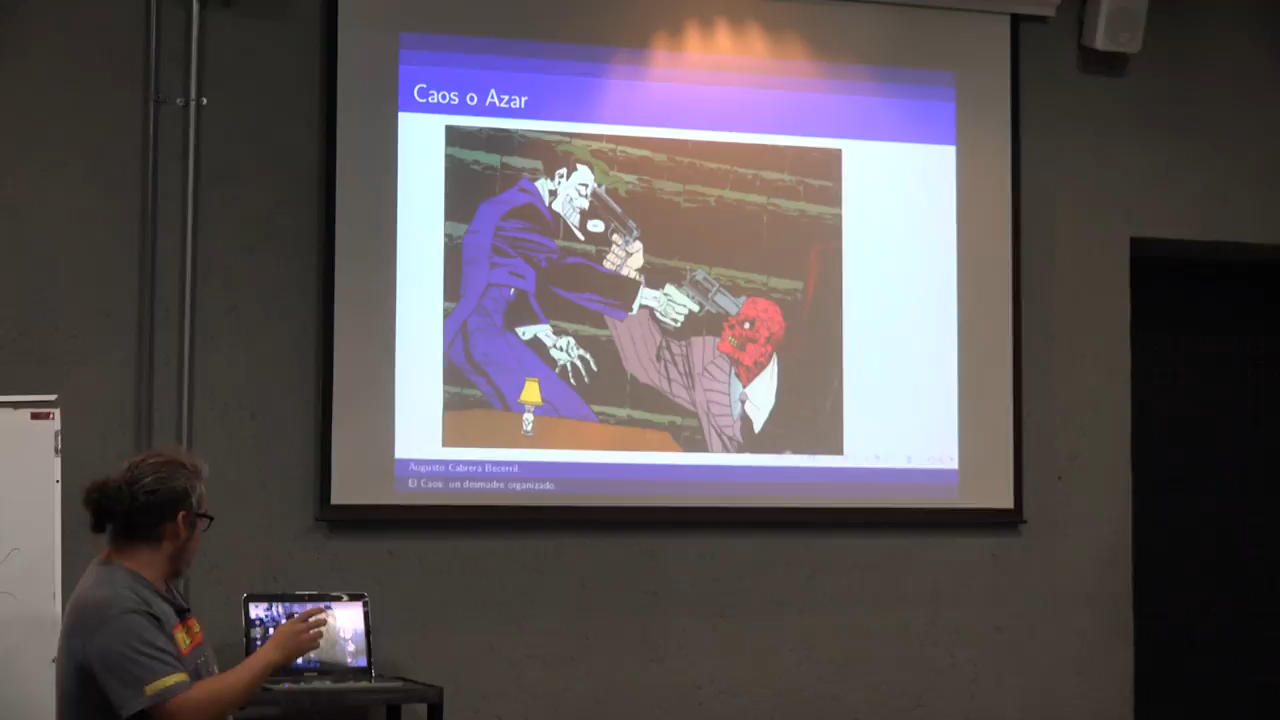 Caos o Azar
Augusto Cabrera Becerril.
El Caos: un desmadre organizado.